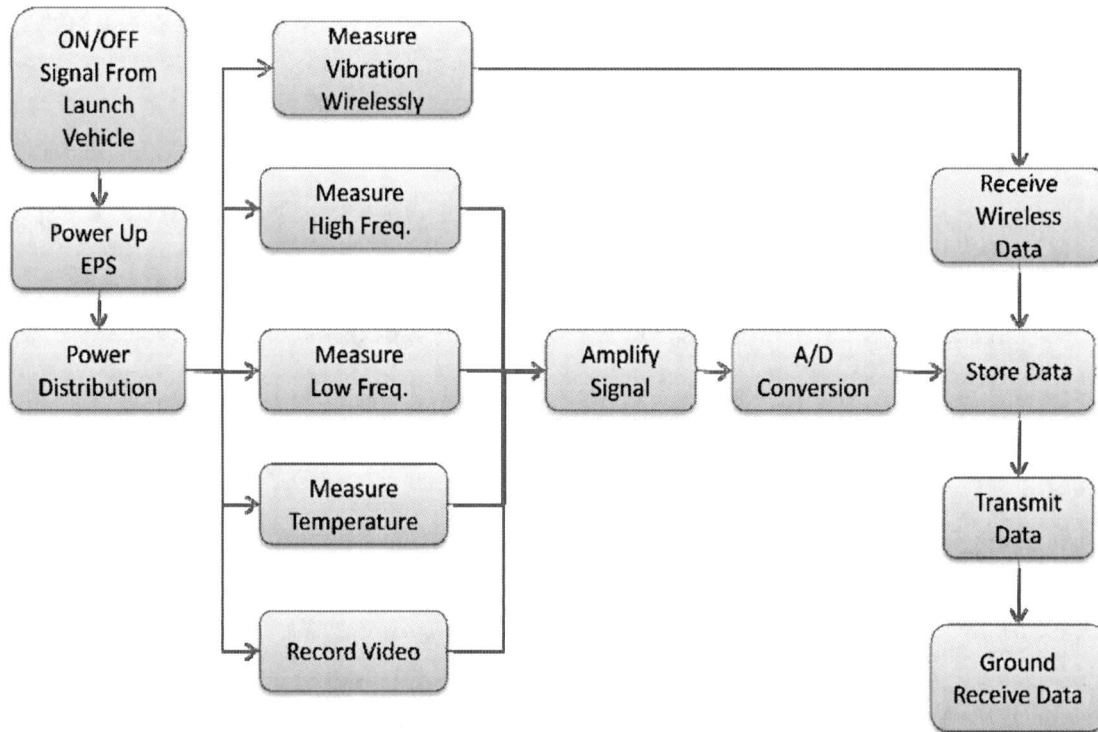 ON/OFF
Signal From
Launch
Vehicle
Power Up
EPS
Power
Distribution
Measure
Vibration
Wirelessly
Measure
High Freq.
Measure
Low Freq.
Measure
Temperature
Record Video
Amplify
Signal
A/D
Conversion
Receive
Wireless
Data
Store Data
Transmit
Data
Ground
Receive Data